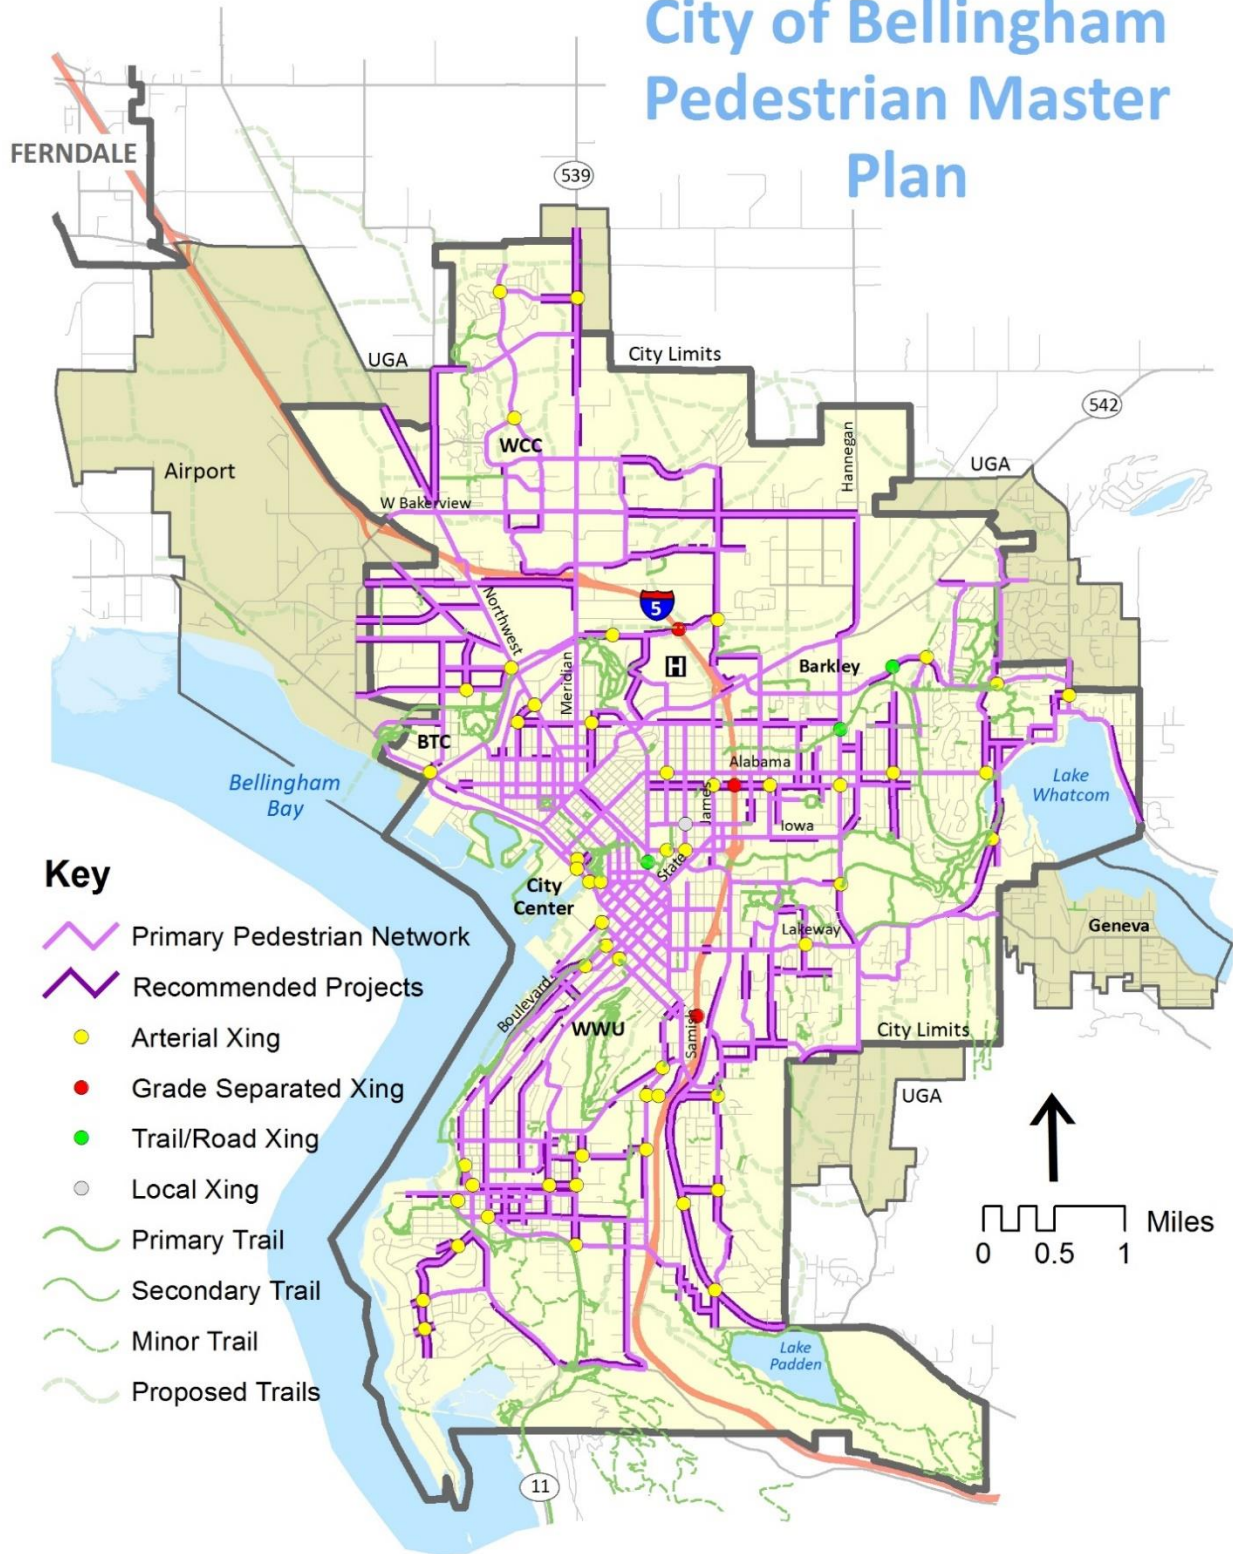 City of Bellingham
Pedestrian Master
Plan
FERNDALE
539
UGA
City Limits
542
WCC
Hannegan
UGA
Airport
W Bakerview
Northwest
5
H
Barkley
Meridian
BTC
Alabama
Bellingham
Bay
Lake
Whatcom
James
Iowa
State
City
Center
Lakeway
Geneva
Boulevard
WWU
Samish
City Limits
UGA
Key
Primary Pedestrian Network
Recommended Projects
Arterial Xing
Grade Separated Xing
Trail/Road Xing
Local Xing
Primary Trail
Secondary Trail
Minor Trail
Proposed Trails
Miles
0 0.5 1
Lake
Padden
11